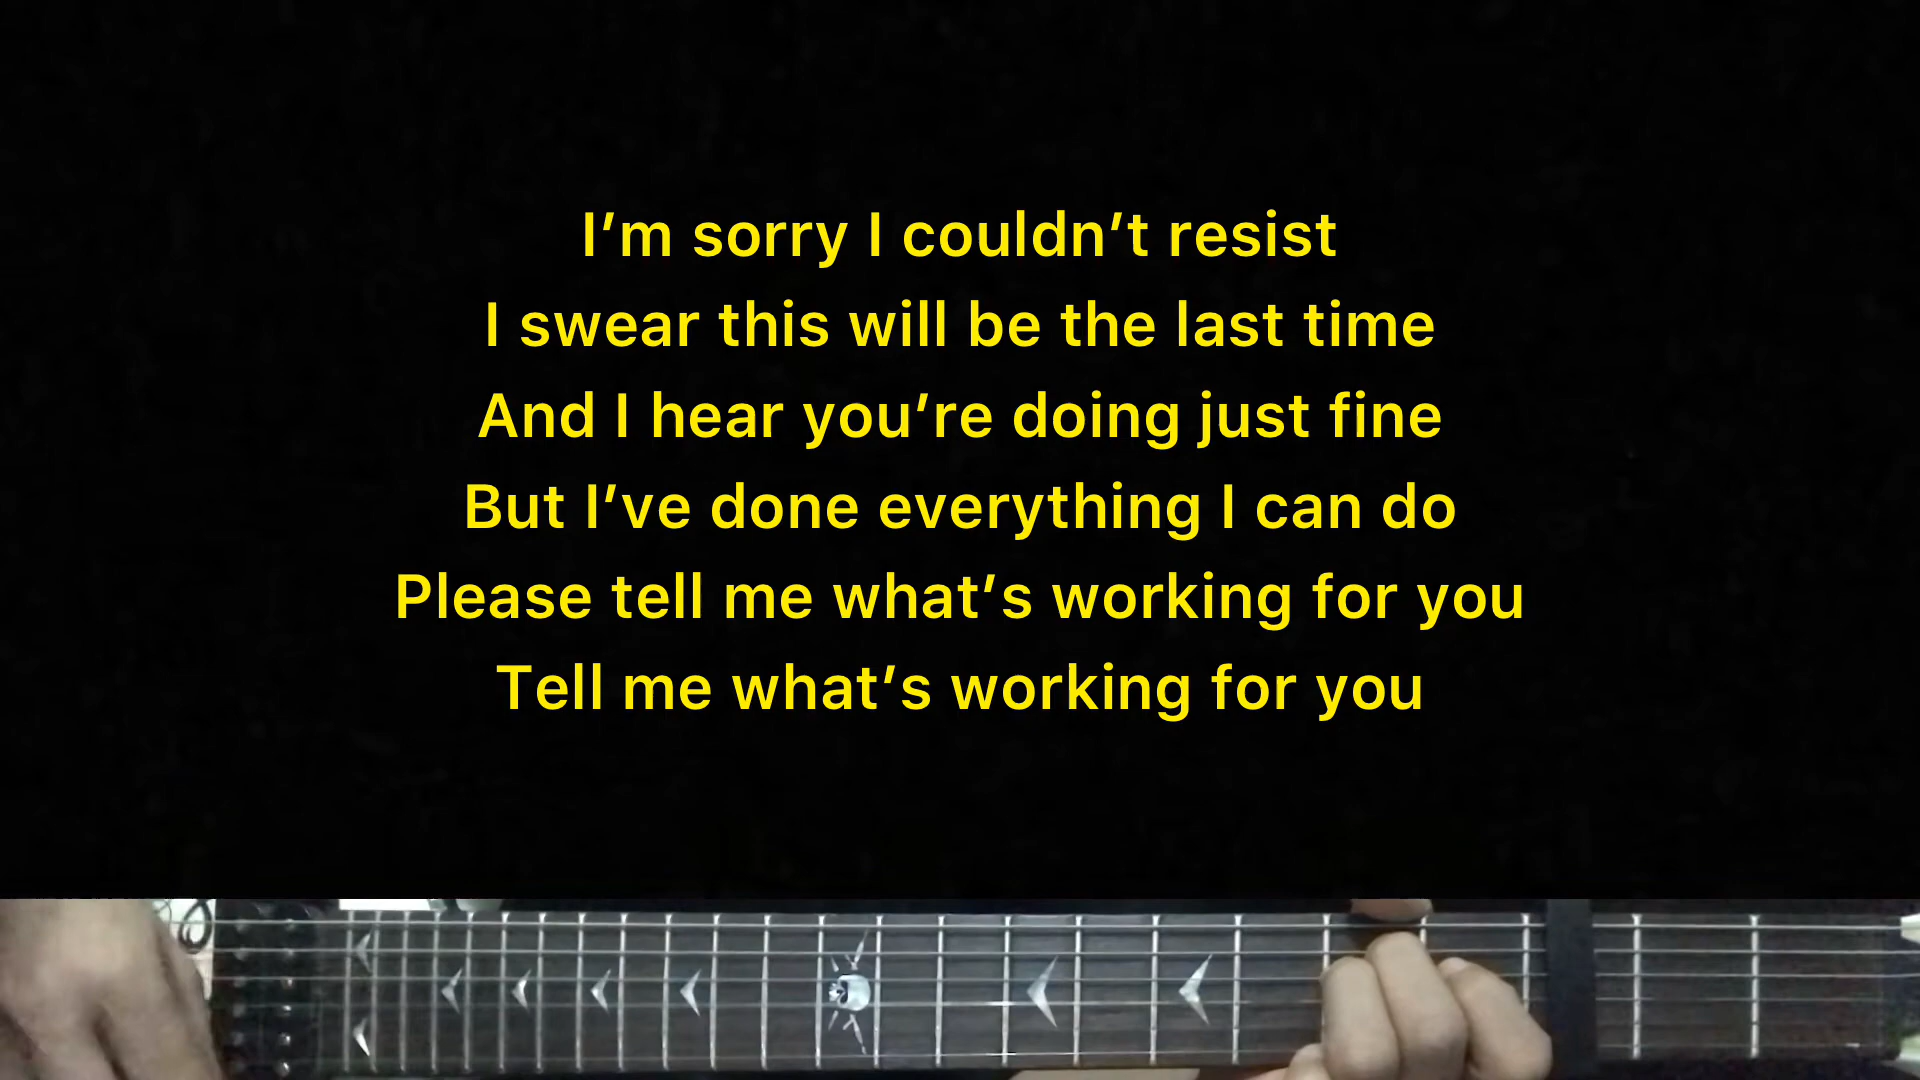 I’m sorry I couldn’t resist
I swear this will be the last time
And I hear you’re doing just fine
But I’ve done everything I can do
Please tell me what’s working for you
Tell me what’s working for you